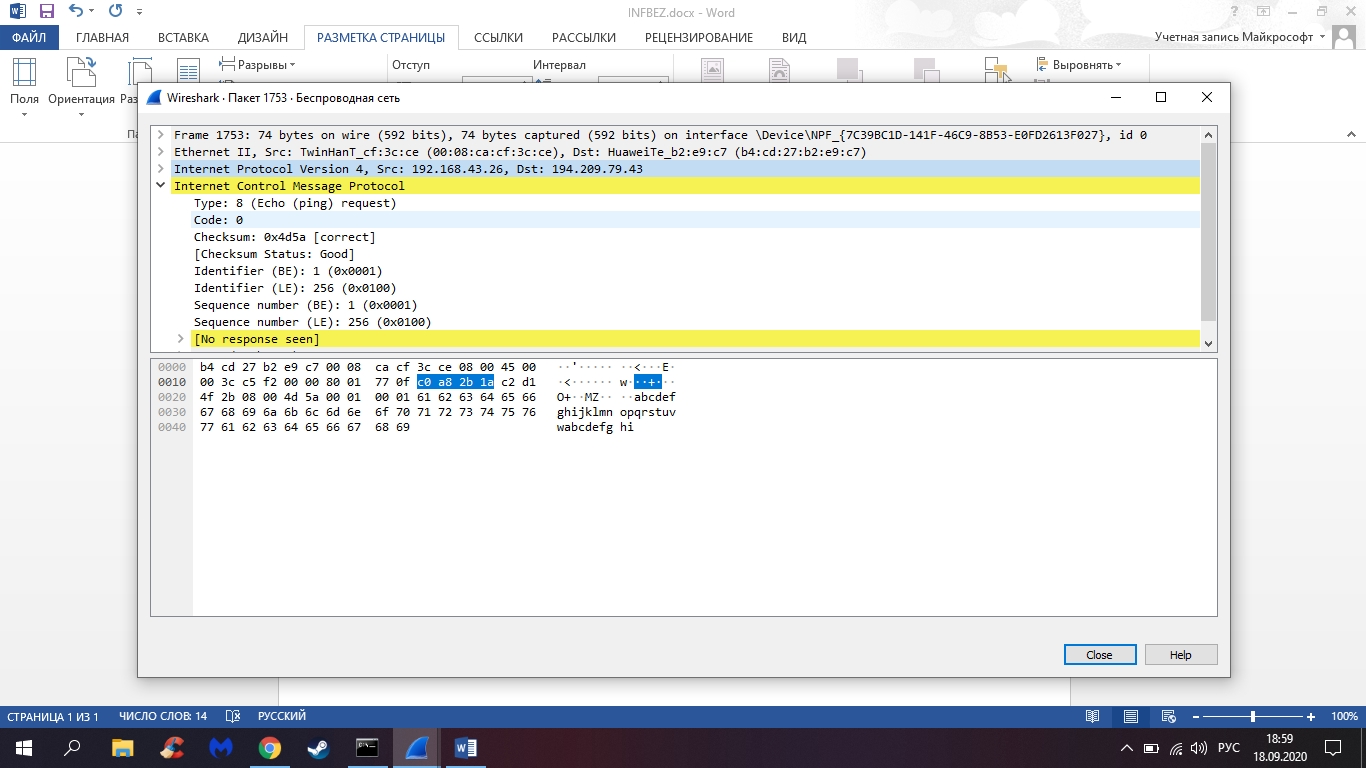 INFBEZ.docx - Word
ФАЙЛ ГЛАВНАЯ ВСТАВКА ДИЗАЙН РАЗМЕТКА СТРАНИЦЫ ССЫЛКИ РАССЫЛКИ РЕЦЕНЗИРОВАНИЕ ВИД Учетная запись Майкрософт
Разрывы Отступ Интервал Выровнять
Поля Ориентация
Wireshark · Пакет 1753 · Беспроводная сеть
Frame 1753: 74 bytes on wire (592 bits), 74 bytes captured (592 bits) on interface \Device\NPF_{7C39BC1D-141F-46C9-8B53-E0FD2613F027}, id 0
Ethernet II, Src: TwinHanT_cf:3c:ce (00:08:ca:cf:3c:ce), Dst: HuaweiTe_b2:e9:c7 (b4:cd:27:b2:e9:c7)
Internet Protocol Version 4, Src: 192.168.43.26, Dst: 194.209.79.43
Internet Control Message Protocol
Type: 8 (Echo (ping) request)
Code: 0
Checksum: 0x4d5a [correct]
[Checksum Status: Good]
Identifier (BE): 1 (0x0001)
Identifier (LE): 256 (0x0100)
Sequence number (BE): 1 (0x0001)
Sequence number (LE): 256 (0x0100)
[No response seen]
0000 b4 cd 27 b2 e9 c7 00 08 ca cf 3c ce 08 00 45 00 ··'····· ··<···E·
0010 00 3c c5 f2 00 00 80 01 77 0f c0 a8 2b 1a c2 d1 ·<······ w···+···
0020 4f 2b 08 00 4d 5a 00 01 00 01 61 62 63 64 65 66 O+··MZ·· ··abcdef
0030 67 68 69 6a 6b 6c 6d 6e 6f 70 71 72 73 74 75 76 ghijklmn opqrstuv
0040 77 61 62 63 64 65 66 67 68 69 wabcdefg hi
Close Help
СТРАНИЦА 1 ИЗ 1 ЧИСЛО СЛОВ: 14 РУССКИЙ 100%
РУС 18:59
18.09.2020